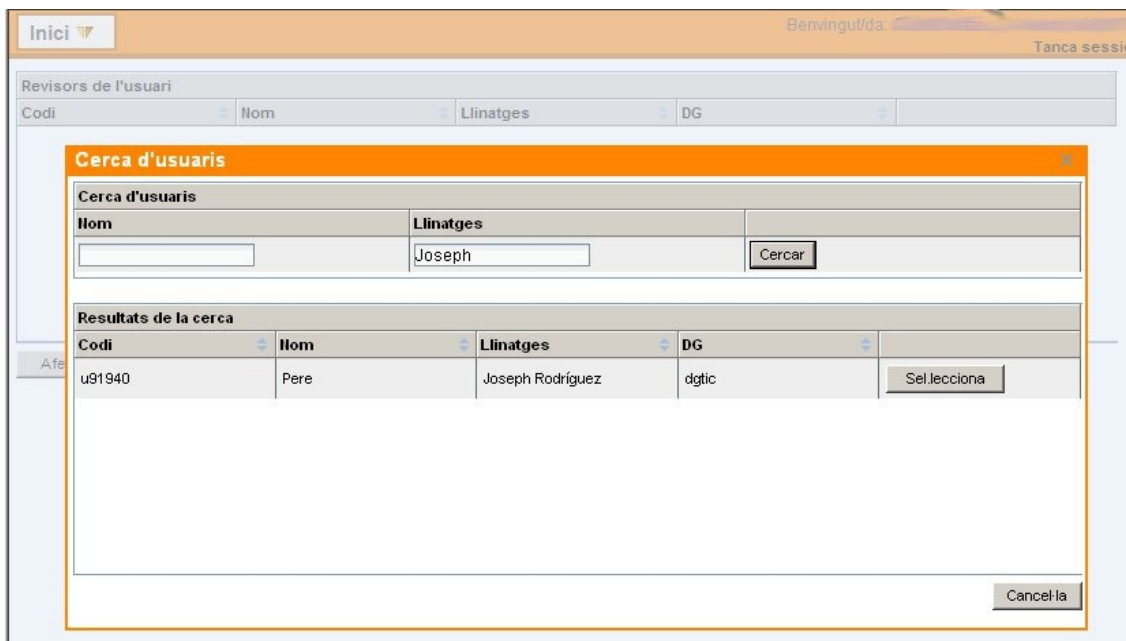 Inici
Benvingut/da:
Tanca sessi
Revisors de l'usuari
Codi Nom Llinatges DG
Cerca d'usuaris
Cerca d'usuaris
Nom Llinatges
Joseph Cercar
Resultats de la cerca
Codi Nom Llinatges DG
Afe
u91940 Pere Joseph Rodríguez dgtic Sel.lecciona
Cancel·la